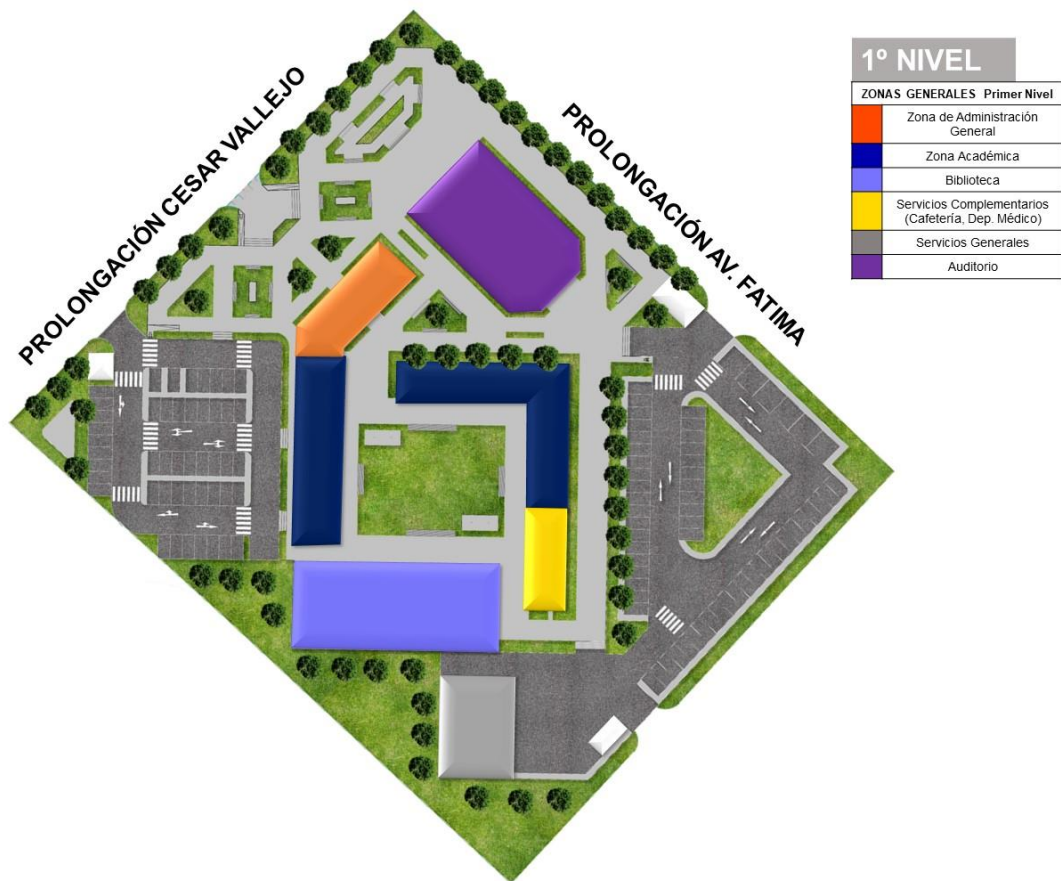 PROLONGACIÓN CESAR VALLEJO
PROLONGACIÓN AV. FATIMA
1º NIVEL
ZONAS GENERALES Primer Nivel
Zona de Administración
General
Zona Académica
Biblioteca
Servicios Complementarios
(Cafetería, Dep. Médico)
Servicios Generales
Auditorio